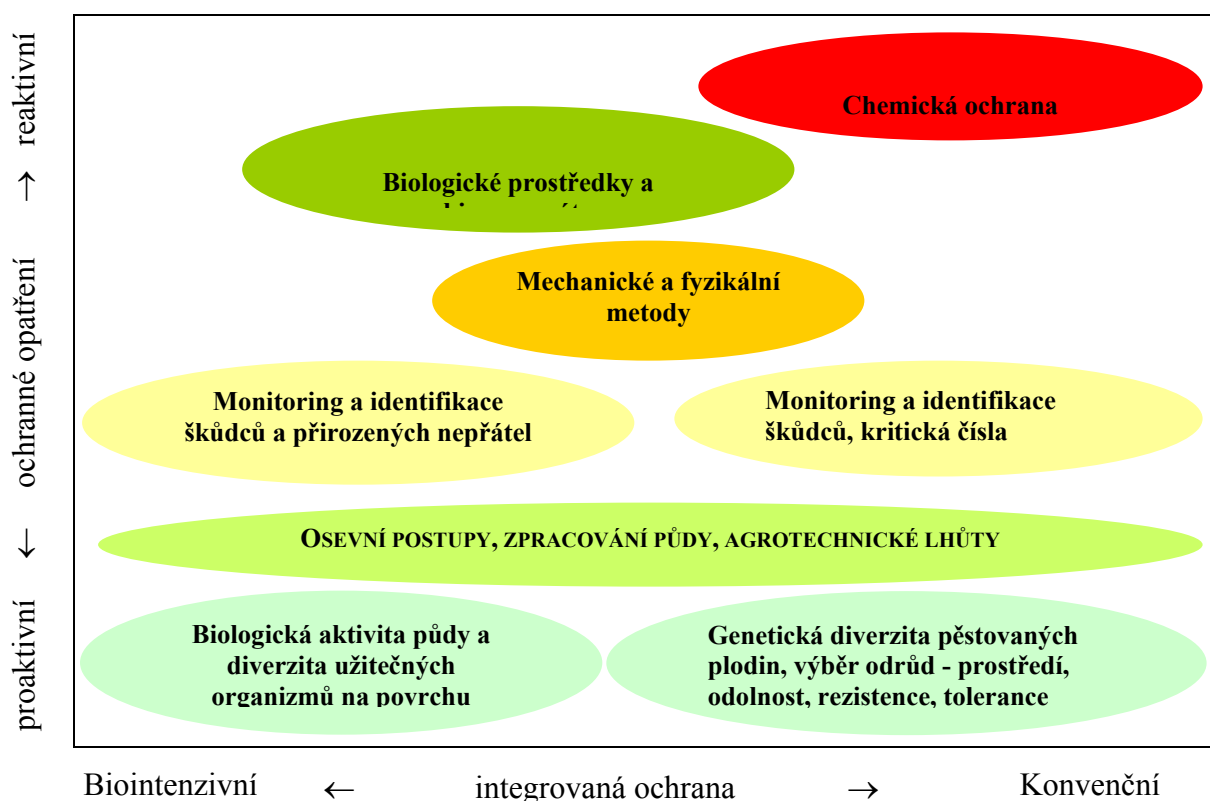 Chemická ochrana
Biologické prostředky a
Mechanické a fyzikální
metody
Monitoring a identifikace
škůdců a přirozených nepřátel
Monitoring a identifikace
škůdců, kritická čísla
OSEVNÍ POSTUPY, ZPRACOVÁNÍ PŮDY, AGROTECHNICKÉ LHŮTY
Biologická aktivita půdy a
diverzita užitečných
organizmů na povrchu
Genetická diverzita pěstovaných
plodin, výběr odrůd - prostředí,
odolnost, rezistence, tolerance
proaktivní ← ochranné opatření → reaktivní
Biointenzivní ← integrovaná ochrana → Konvenční